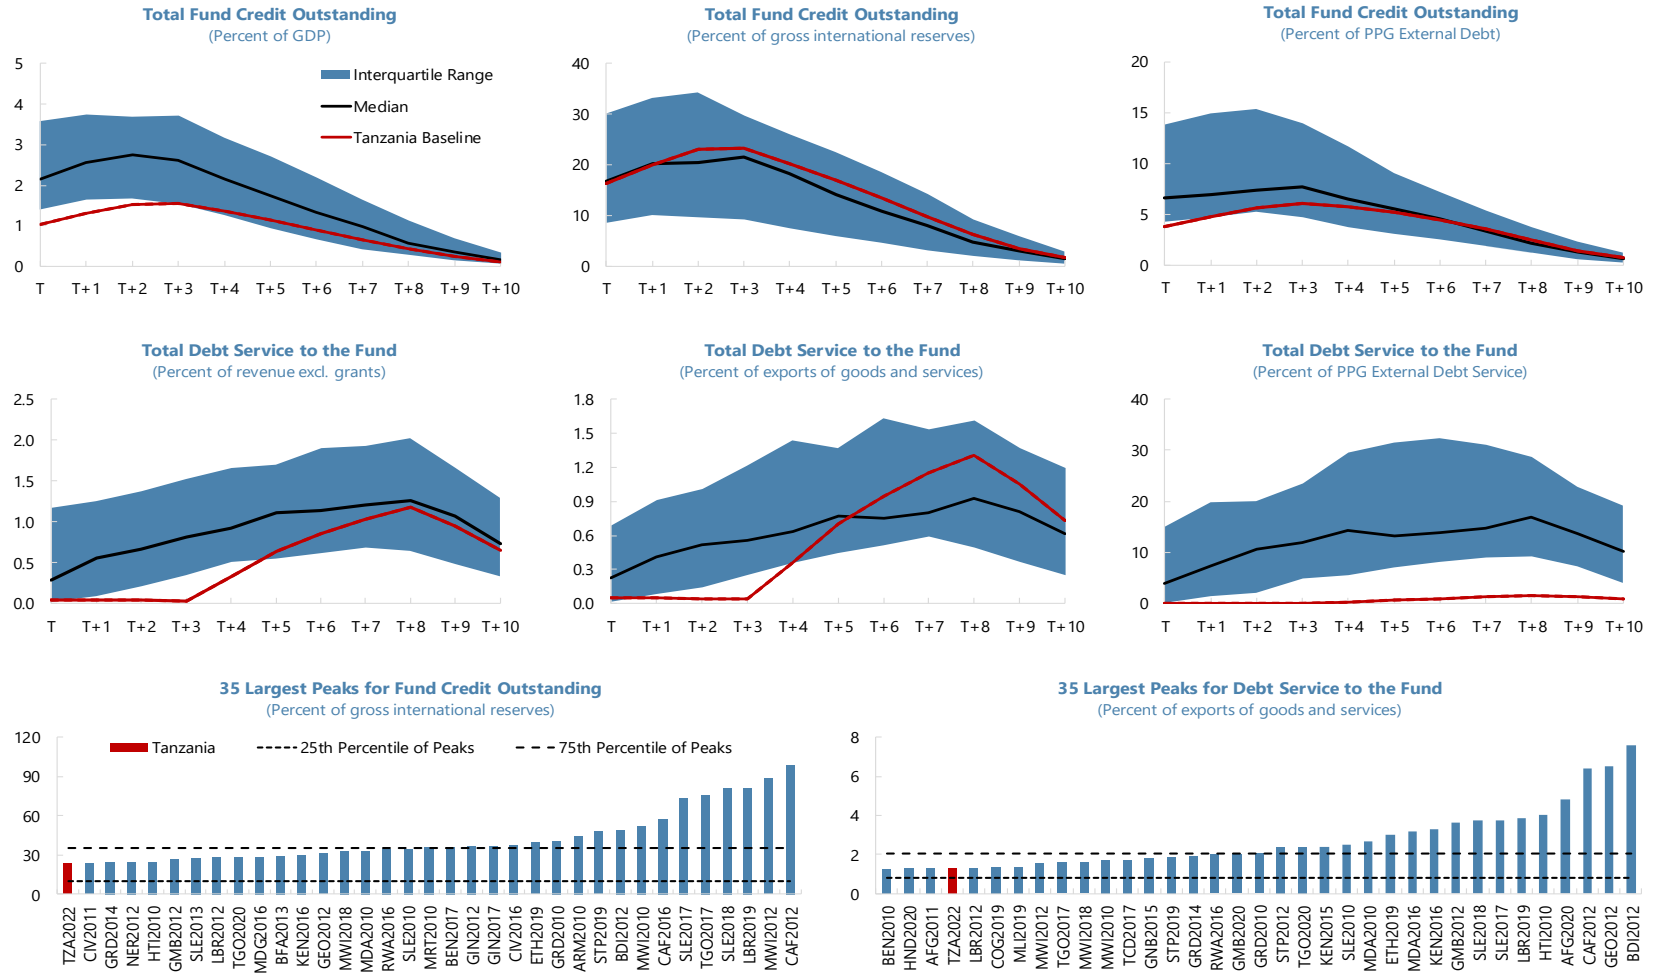 Total Fund Credit Outstanding
(Percent of GDP)
5
4
3
2
1
0
Interquartile Range
Median
Tanzania Baseline
T T+1 T+2 T+3 T+4 T+5 T+6 T+7 T+8 T+9 T+10
Total Fund Credit Outstanding
(Percent of gross international reserves)
40
30
20
10
0
T T+1 T+2 T+3 T+4 T+5 T+6 T+7 T+8 T+9 T+10
Total Fund Credit Outstanding
(Percent of PPG External Debt)
20
15
10
5
0
T T+1 T+2 T+3 T+4 T+5 T+6 T+7 T+8 T+9 T+10
Total Debt Service to the Fund
(Percent of revenue excl. grants)
2.5
2.0
1.5
1.0
0.5
0.0
T T+1 T+2 T+3 T+4 T+5 T+6 T+7 T+8 T+9 T+10
Total Debt Service to the Fund
(Percent of exports of goods and services)
1.8
1.5
1.2
0.9
0.6
0.3
0.0
T T+1 T+2 T+3 T+4 T+5 T+6 T+7 T+8 T+9 T+10
Total Debt Service to the Fund
(Percent of PPG External Debt Service)
40
30
20
10
0
T T+1 T+2 T+3 T+4 T+5 T+6 T+7 T+8 T+9 T+10
35 Largest Peaks for Fund Credit Outstanding
(Percent of gross international reserves)
120
90
60
30
0
Tanzania
25th Percentile of Peaks
75th Percentile of Peaks
TZA2022
CIV2011
GRD2014
NER2012
HTI2010
GMB2012
SLE2013
LBR2012
TGO2020
MDG2016
BFA2013
KEN2016
GEO2012
MWI2018
MDA2010
RWA2016
SLE2010
MRT2010
BEN2017
GIN2012
GIN2017
CIV2016
ETH2019
GRD2010
ARM2010
STP2019
BDI2012
MWI2010
CAF2016
SLE2017
TGO2017
SLE2018
LBR2019
MWI2012
CAF2012
35 Largest Peaks for Debt Service to the Fund
(Percent of exports of goods and services)
8
6
4
2
0
BEN2010
HND2020
AFG2011
TZA2022
LBR2012
COG2019
MLI2019
MWI2012
TGO2017
MWI2018
MWI2010
TCD2017
GNB2015
STP2019
GRD2014
RWA2016
GMB2020
GRD2010
STP2012
TGO2020
KEN2015
SLE2010
MDA2010
ETH2019
MDA2016
KEN2016
GMB2012
SLE2018
SLE2017
LBR2019
HTI2010
AFG2020
CAF2012
GEO2012
BDI2012